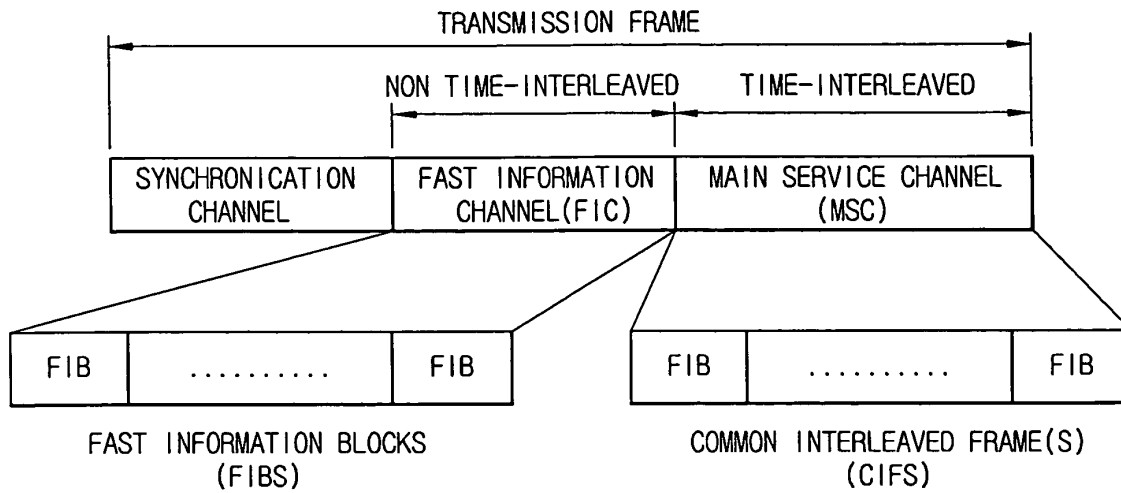 TRANSMISSION FRAME
NON TIME-INTERLEAVED
TIME-INTERLEAVED
SYNCHRONICATION
CHANNEL
FAST INFORMATION
CHANNEL(FIC)
MAIN SERVICE CHANNEL
(MSC)
FIB
..........
FIB
FIB
..........
FIB
FAST INFORMATION BLOCKS
(FIBS)
COMMON INTERLEAVED FRAME(S)
(CIFS)